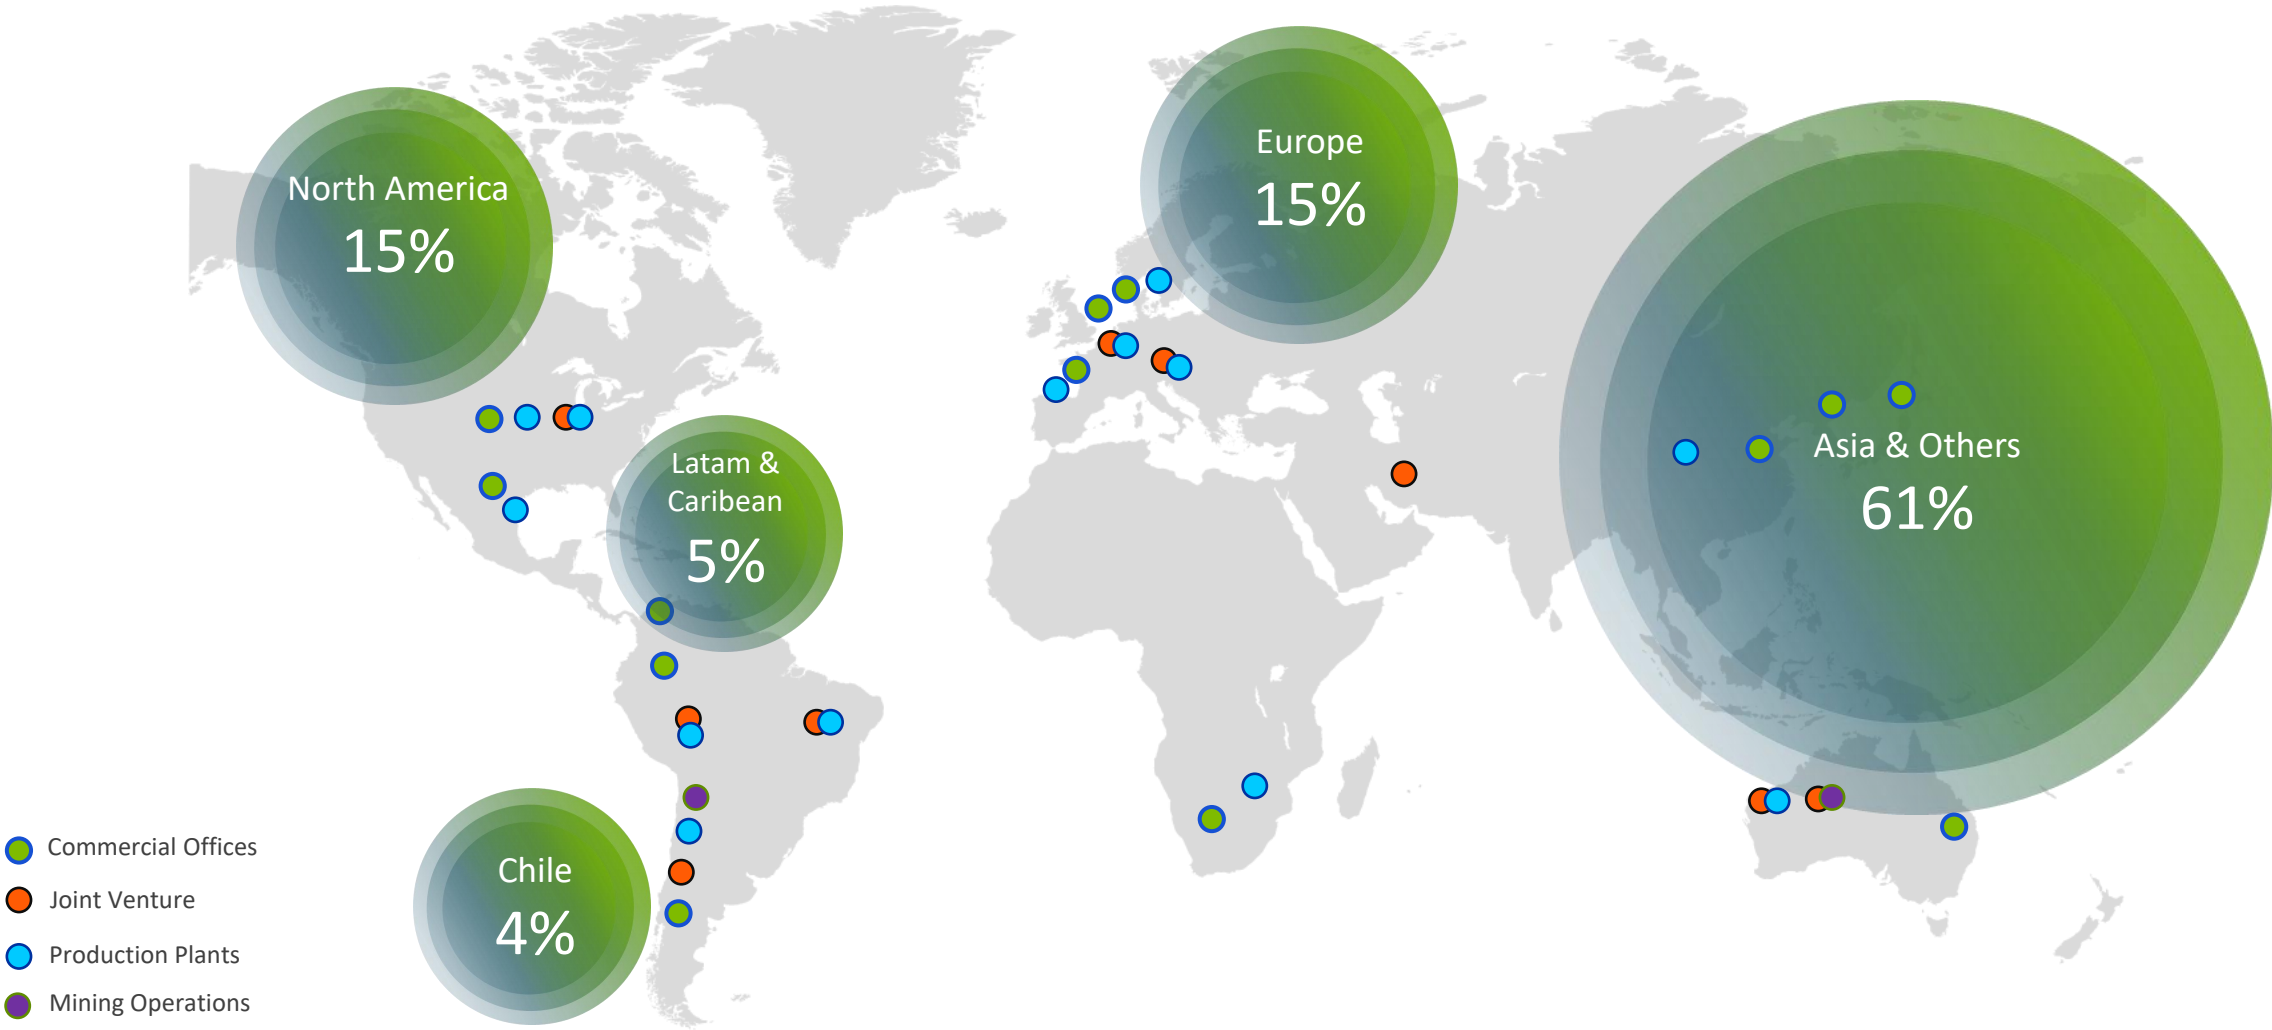 North America
15%
Europe
15%
Latam &
Caribean
5%
Asia & Others
61%
Chile
4%
Commercial Offices
Joint Venture
Production Plants
Mining Operations